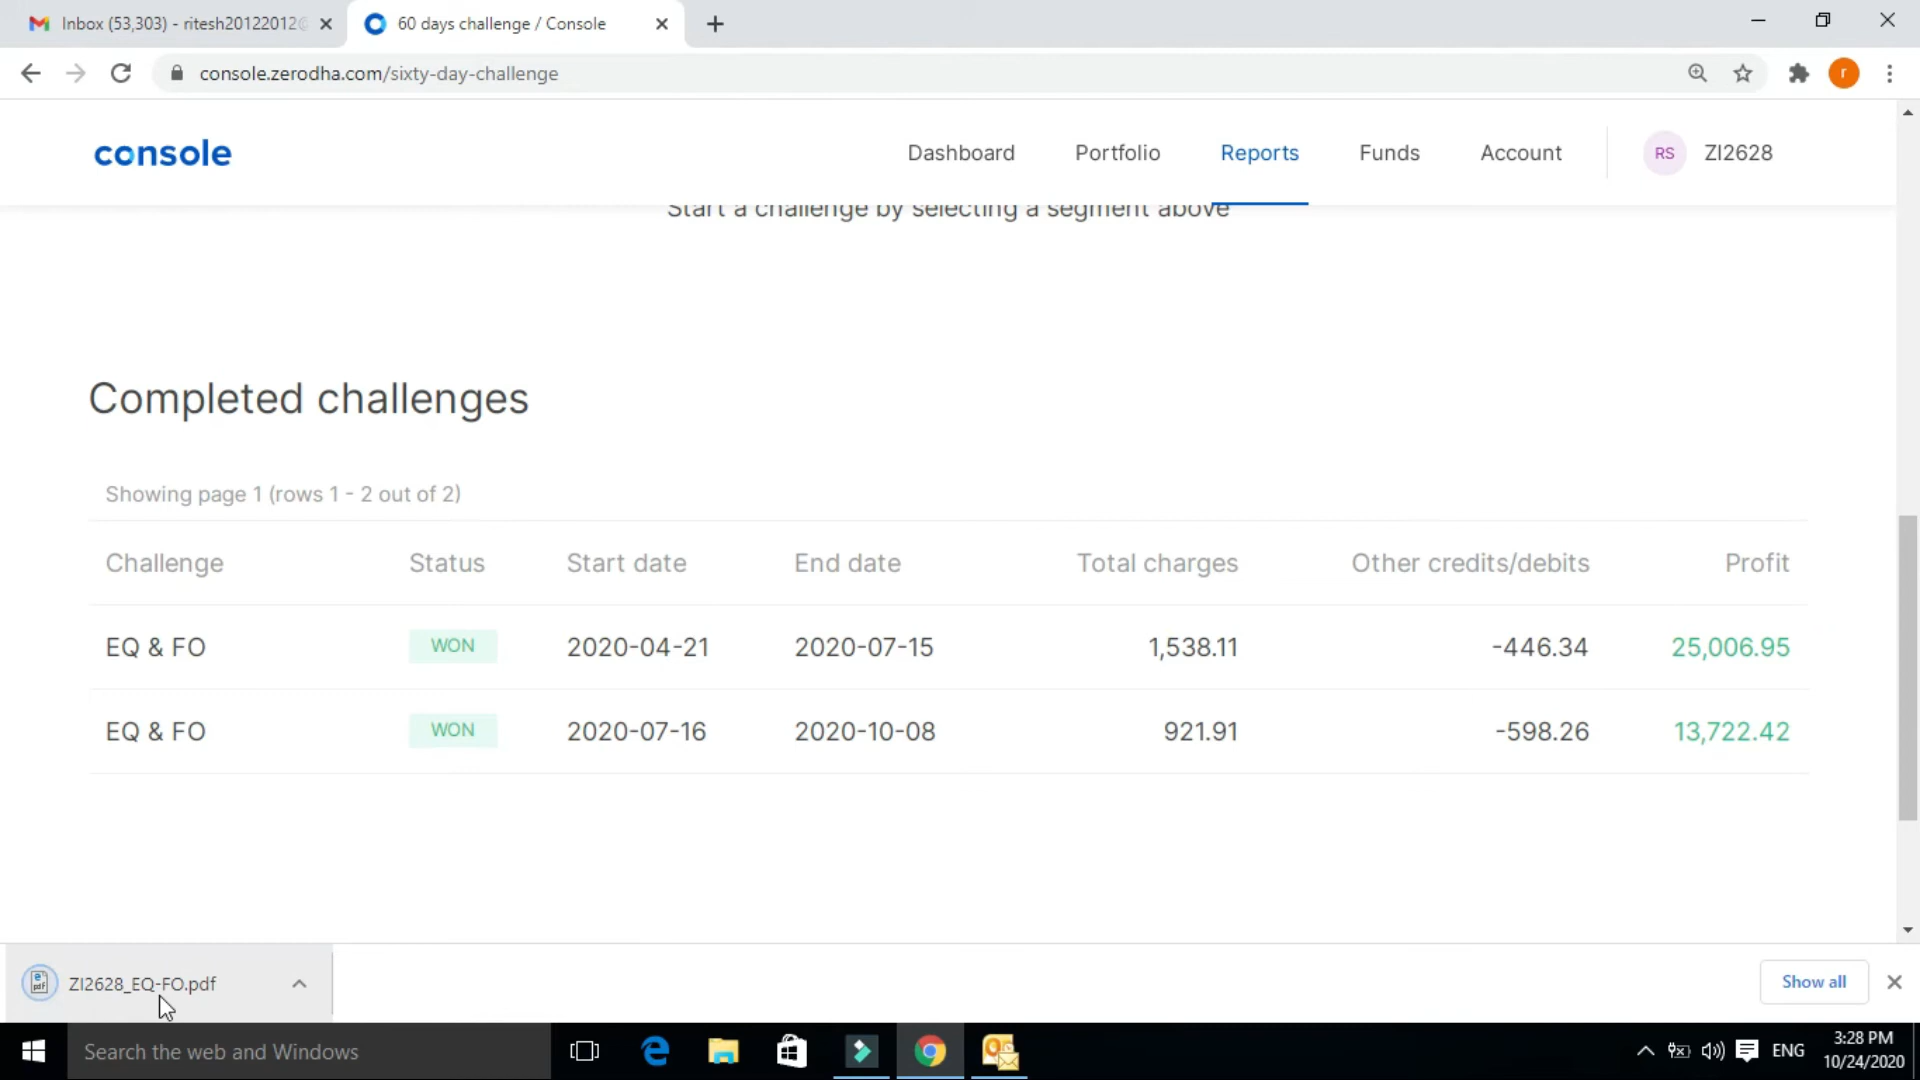 Inbox (53,303) - ritesh20122012@
60 days challenge / Console
console.zerodha.com/sixty-day-challenge
r
console
Dashboard
Portfolio
Reports
Funds
Account
RS
ZI2628
Start a challenge by selecting a segment above
Completed challenges
Showing page 1 (rows 1 - 2 out of 2)
Challenge Status Start date End date Total charges Other credits/debits Profit
EQ & FO WON 2020-04-21 2020-07-15 1,538.11 -446.34 25,006.95
EQ & FO WON 2020-07-16 2020-10-08 921.91 -598.26 13,722.42
ZI2628_EQ-FO.pdf
Show all
Search the web and Windows
ENG
3:28 PM
10/24/2020